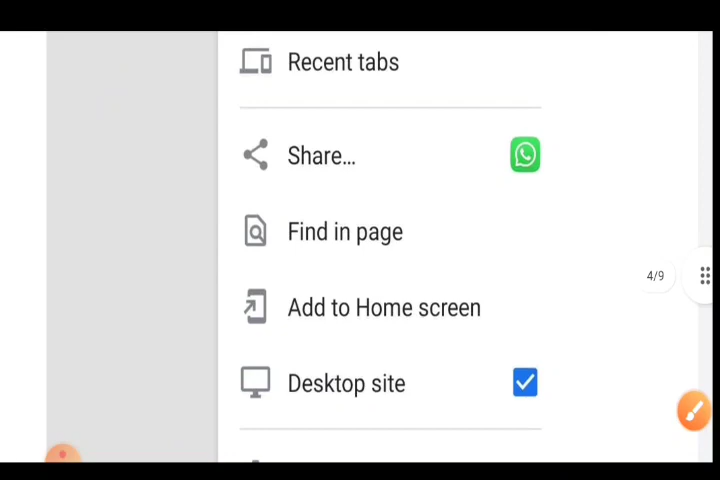 Recent tabs
Share...
Find in page
4/9
Add to Home screen
Desktop site